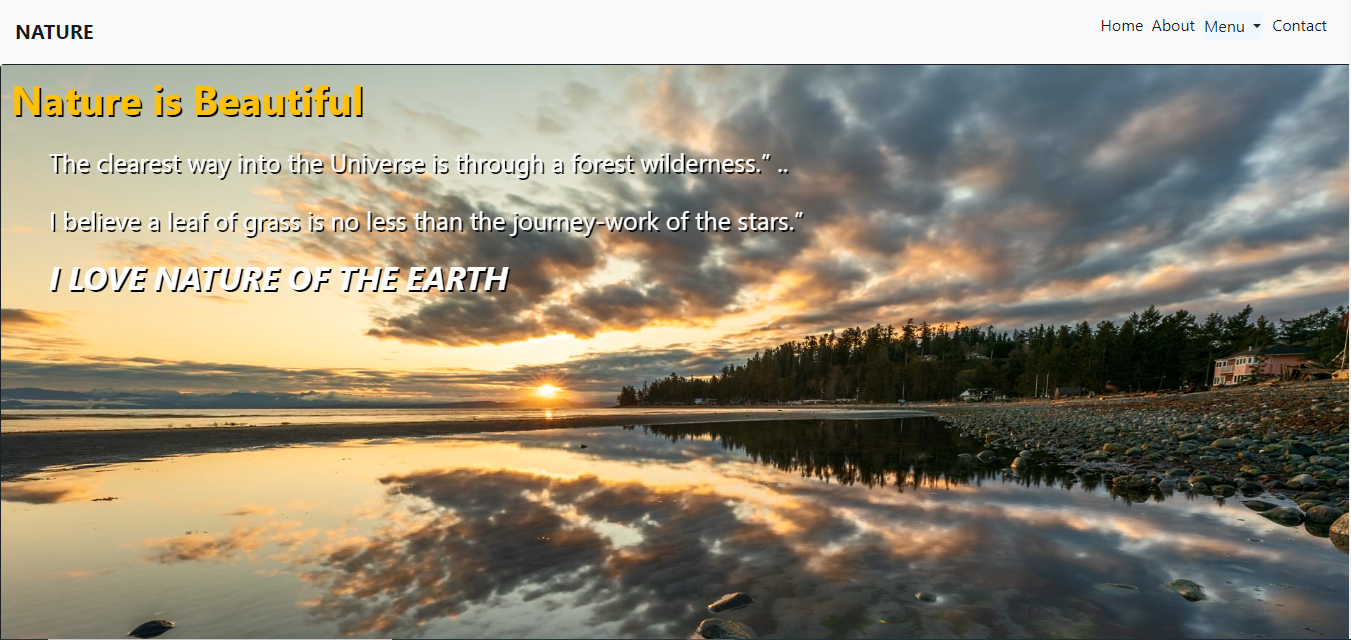 NATURE
Home About Menu Contact
Nature is Beautiful
The clearest way into the Universe is through a forest wilderness.” ..
I believe a leaf of grass is no less than the journey-work of the stars.”
I LOVE NATURE OF THE EARTH